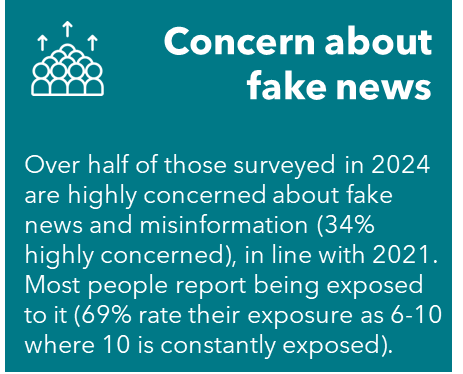 Concern about
fake news
Over half of those surveyed in 2024
are highly concerned about fake
news and misinformation (34%
highly concerned), in line with 2021.
Most people report being exposed
to it (69% rate their exposure as 6-10
where 10 is constantly exposed).